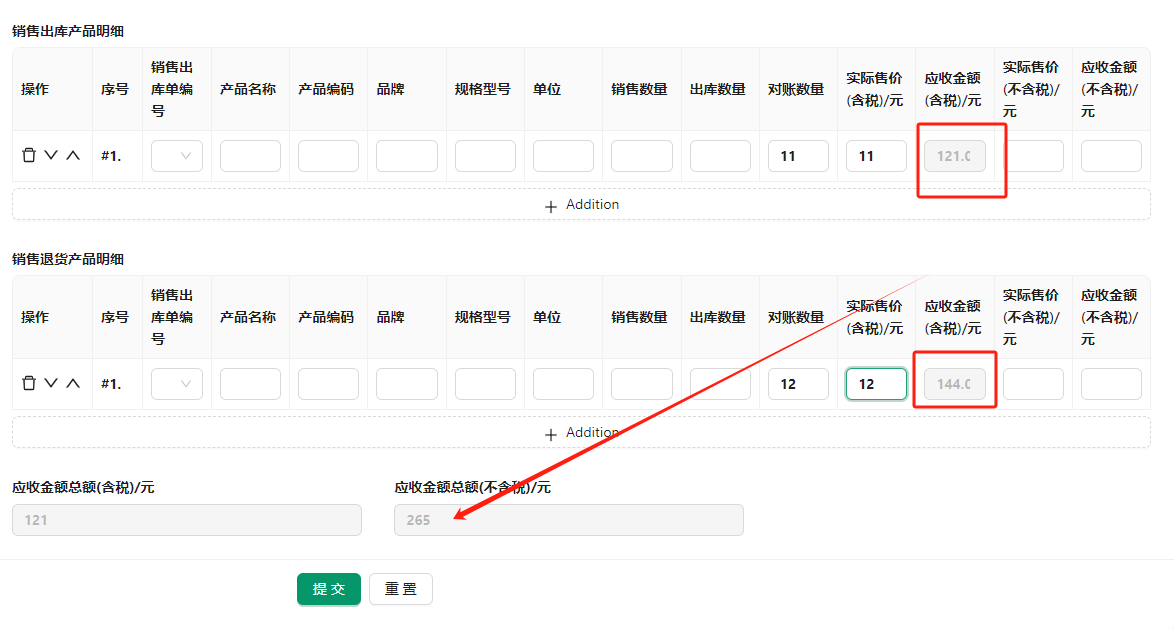 销售出库产品明细
操作 序号 销售出库单编号 产品名称 产品编码 品牌 规格型号 单位 销售数量 出库数量 对账数量 实际售价(含税)/元 应收金额(含税)/元 实际售价(不含税)/元 应收金额(不含税)/元
#1. 11 11 121.0
Addition
销售退货产品明细
操作 序号 销售出库单编号 产品名称 产品编码 品牌 规格型号 单位 销售数量 出库数量 对账数量 实际售价(含税)/元 应收金额(含税)/元 实际售价(不含税)/元 应收金额(不含税)/元
#1. 12 12 144.0
Addition
应收金额总额(含税)/元 应收金额总额(不含税)/元
121 265
提 交 重 置